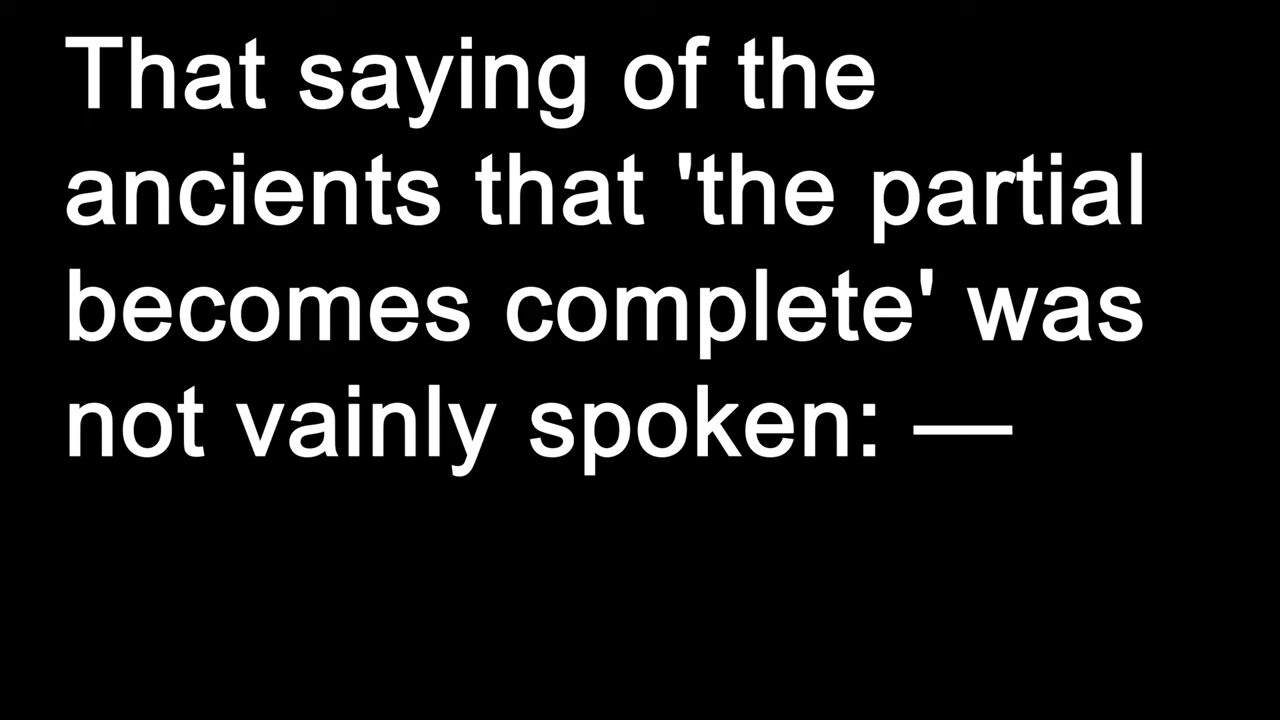 That saying of the
ancients that 'the partial
becomes complete' was
not vainly spoken: —